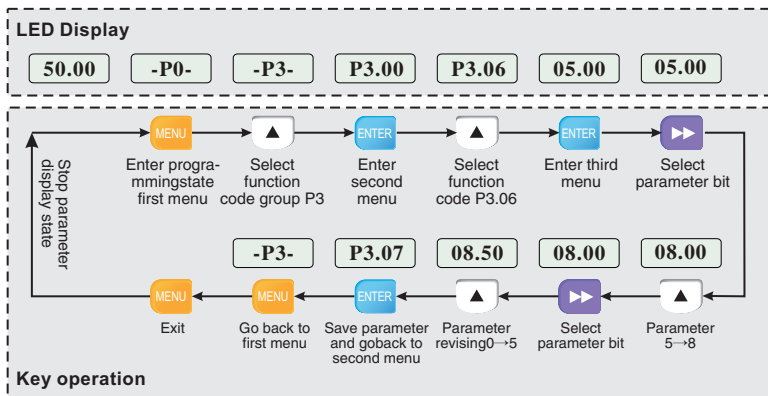 LED Display
50.00 -P0- -P3- P3.00 P3.06 05.00 05.00
MENU ▲ ENTER ▲ ENTER ▶▶
Enter progra-
mmingstate
first menu
Select
function
code group P3
Enter
second
menu
Select
function
code P3.06
Enter third
menu
Select
parameter bit
Stop parameter
display state
-P3- P3.07 08.50 08.00 08.00
MENU MENU ENTER ▲ ▶▶ ▲
Exit
Go back to
first menu
Save parameter
and goback to
second menu
Parameter
revising0→5
Select
parameter bit
Parameter
5→8
Key operation